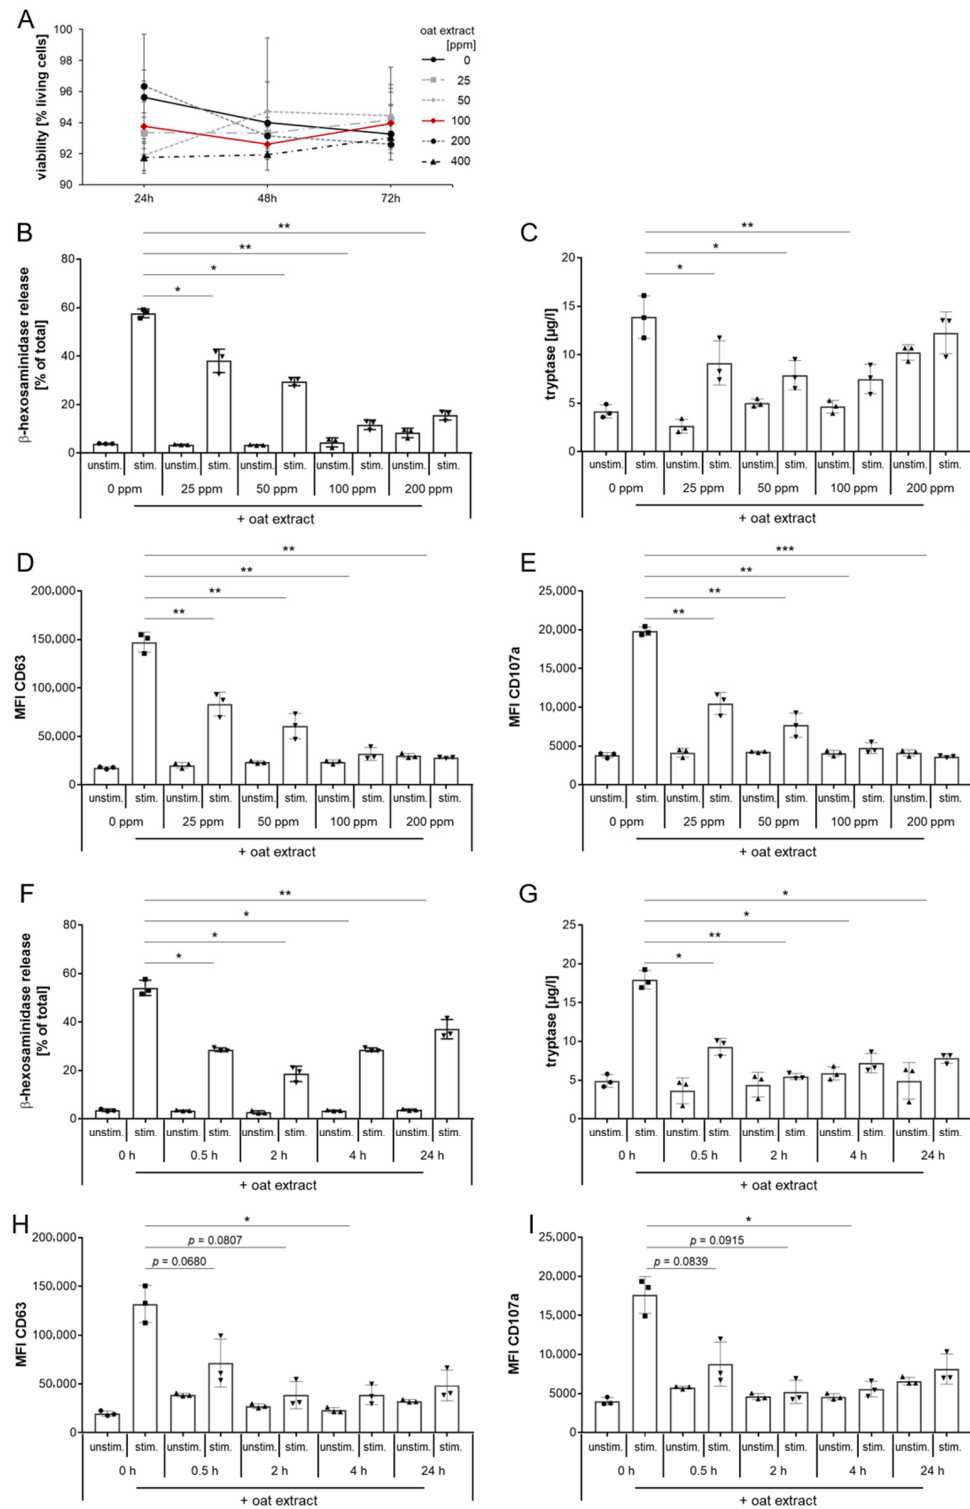 A
oat extract
[ppm]
0
25
50
100
200
400
viability [% living cells]
100
98
96
94
92
90
24h
48h
72h
B
**
**
*
*
β-hexosaminidase release
[% of total]
80
60
40
20
0
unstim. stim. unstim. stim. unstim. stim. unstim. stim. unstim. stim.
0 ppm 25 ppm 50 ppm 100 ppm 200 ppm
+ oat extract
C
**
*
*
tryptase [µg/l]
20
15
10
5
0
unstim. stim. unstim. stim. unstim. stim. unstim. stim. unstim. stim.
0 ppm 25 ppm 50 ppm 100 ppm 200 ppm
+ oat extract
D
**
**
**
**
MFI CD63
200,000
150,000
100,000
50,000
0
unstim. stim. unstim. stim. unstim. stim. unstim. stim. unstim. stim.
0 ppm 25 ppm 50 ppm 100 ppm 200 ppm
+ oat extract
E
***
**
**
**
MFI CD107a
25,000
20,000
15,000
10,000
5000
0
unstim. stim. unstim. stim. unstim. stim. unstim. stim. unstim. stim.
0 ppm 25 ppm 50 ppm 100 ppm 200 ppm
+ oat extract
F
**
*
*
*
β-hexosaminidase release
[% of total]
80
60
40
20
0
unstim. stim. unstim. stim. unstim. stim. unstim. stim. unstim. stim.
0 h 0.5 h 2 h 4 h 24 h
+ oat extract
G
*
*
**
*
tryptase [µg/l]
25
20
15
10
5
0
unstim. stim. unstim. stim. unstim. stim. unstim. stim. unstim. stim.
0 h 0.5 h 2 h 4 h 24 h
+ oat extract
H
*
p = 0.0807
p = 0.0680
MFI CD63
200,000
150,000
100,000
50,000
0
unstim. stim. unstim. stim. unstim. stim. unstim. stim. unstim. stim.
0 h 0.5 h 2 h 4 h 24 h
+ oat extract
I
*
p = 0.0915
p = 0.0839
MFI CD107a
25,000
20,000
15,000
10,000
5000
0
unstim. stim. unstim. stim. unstim. stim. unstim. stim. unstim. stim.
0 h 0.5 h 2 h 4 h 24 h
+ oat extract